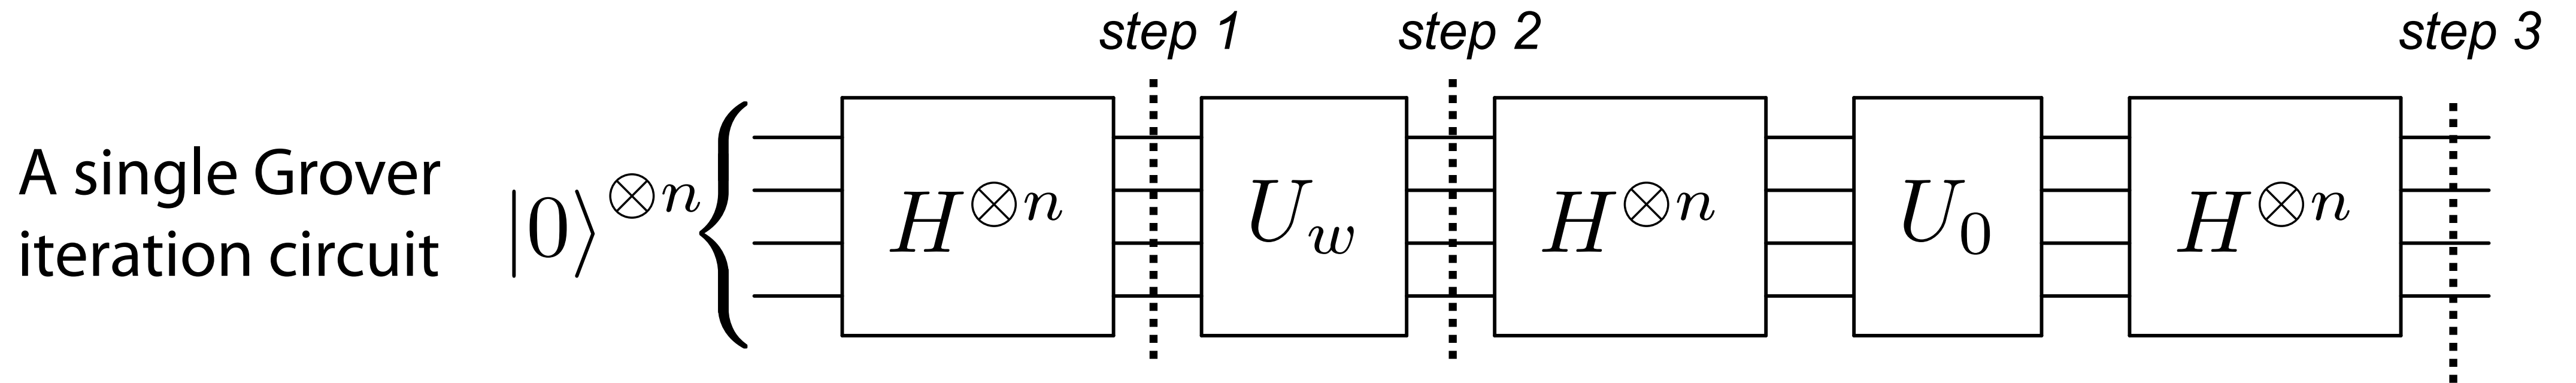 step 1
step 2
step 3
A single Grover
iteration circuit
|0⟩⊗n
H⊗n
Uw
H⊗n
U0
H⊗n